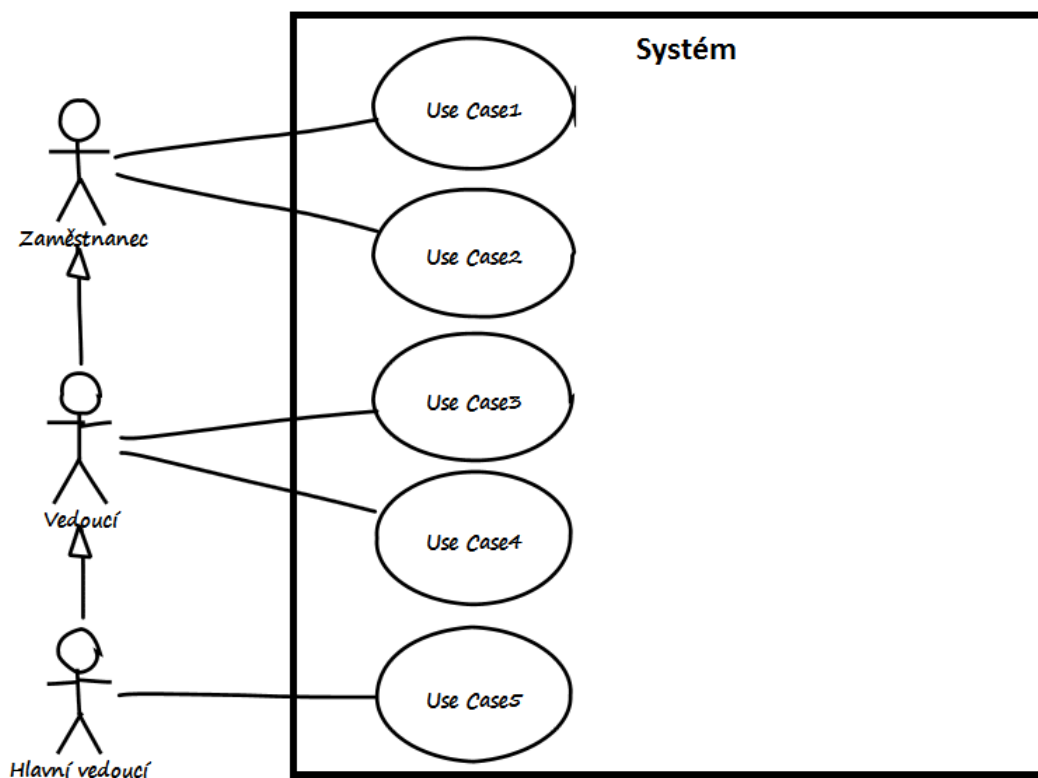 Systém
Use Case1
Zaměstnanec
Use Case2
Use Case3
Vedoucí
Use Case4
Use Case5
Hlavní vedoucí